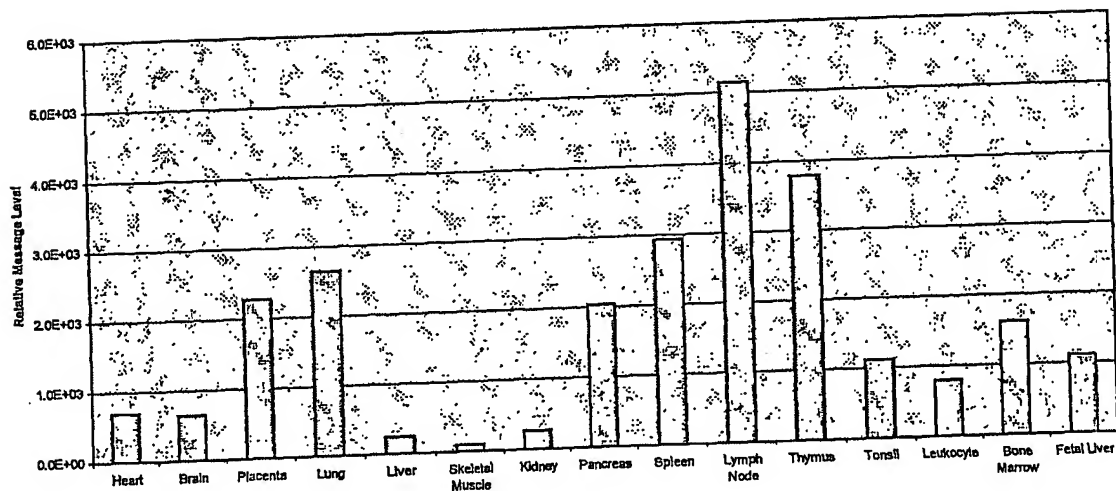 Relative Message Level
6.0E+03
5.0E+03
4.0E+03
3.0E+03
2.0E+03
1.0E+03
0.0E+00
Heart
Brain
Placenta
Lung
Liver
Skeletal
Muscle
Kidney
Pancreas
Spleen
Lymph
Node
Thymus
Tonsil
Leukocyte
Bone
Marrow
Fetal Liver